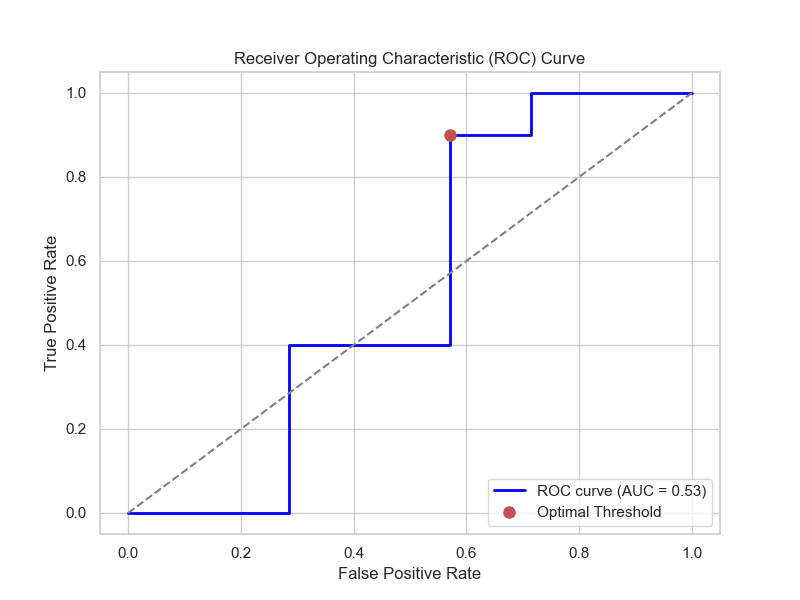 Receiver Operating Characteristic (ROC) Curve
True Positive Rate
1.0
0.8
0.6
0.4
0.2
0.0
0.0 0.2 0.4 0.6 0.8 1.0
False Positive Rate
ROC curve (AUC = 0.53)
Optimal Threshold